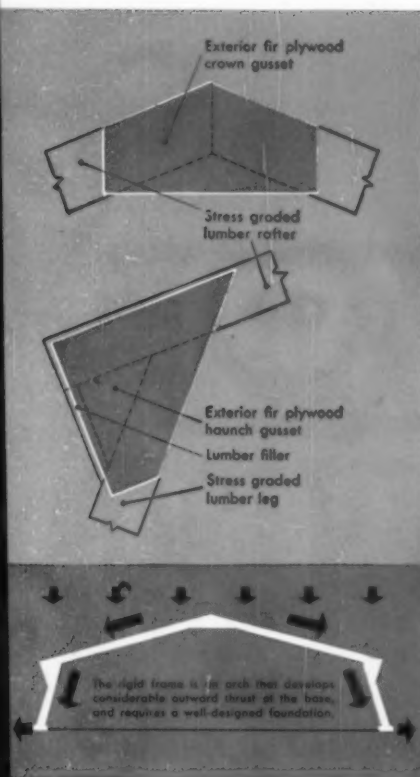 Exterior fir plywood
crown gusset
Stress graded
lumber rafter
Exterior fir plywood
haunch gusset
Lumber filler
Stress graded
lumber leg
The rigid frame is an arch that develops
considerable outward thrust at the base,
and requires a well-designed foundation.